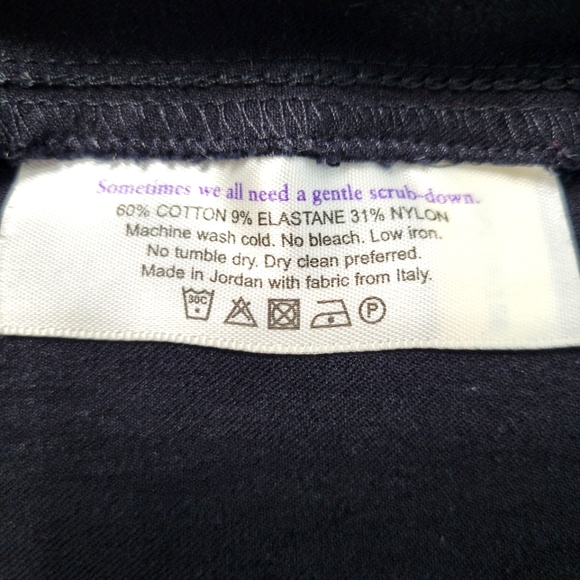 Sometimes we all need a gentle scrub-down.
60% COTTON 9% ELASTANE 31% NYLON
Machine wash cold. No bleach. Low iron.
No tumble dry. Dry clean preferred.
Made in Jordan with fabric from Italy.
30C P